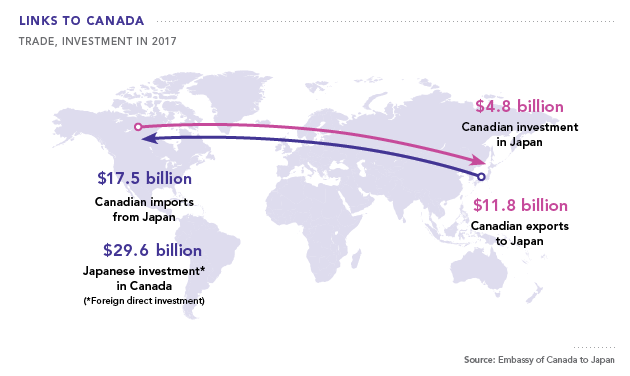 LINKS TO CANADA
TRADE, INVESTMENT IN 2017
$4.8 billion
Canadian investment
in Japan
$17.5 billion
Canadian imports
from Japan
$11.8 billion
Canadian exports
to Japan
$29.6 billion
Japanese investment*
in Canada
(*Foreign direct investment)
Source: Embassy of Canada to Japan